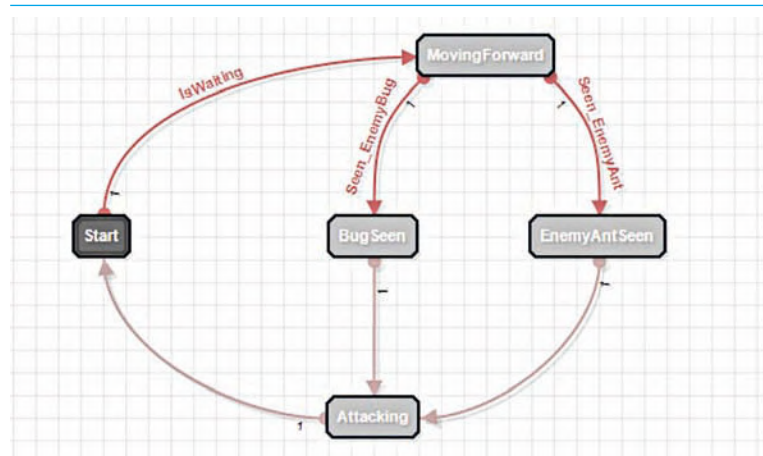 MovingForward
IsWaiting
Seen_EnemyBug
Seen_EnemyAnt
1
1
1
Start
BugSeen
EnemyAntSeen
1
1
Attacking
1